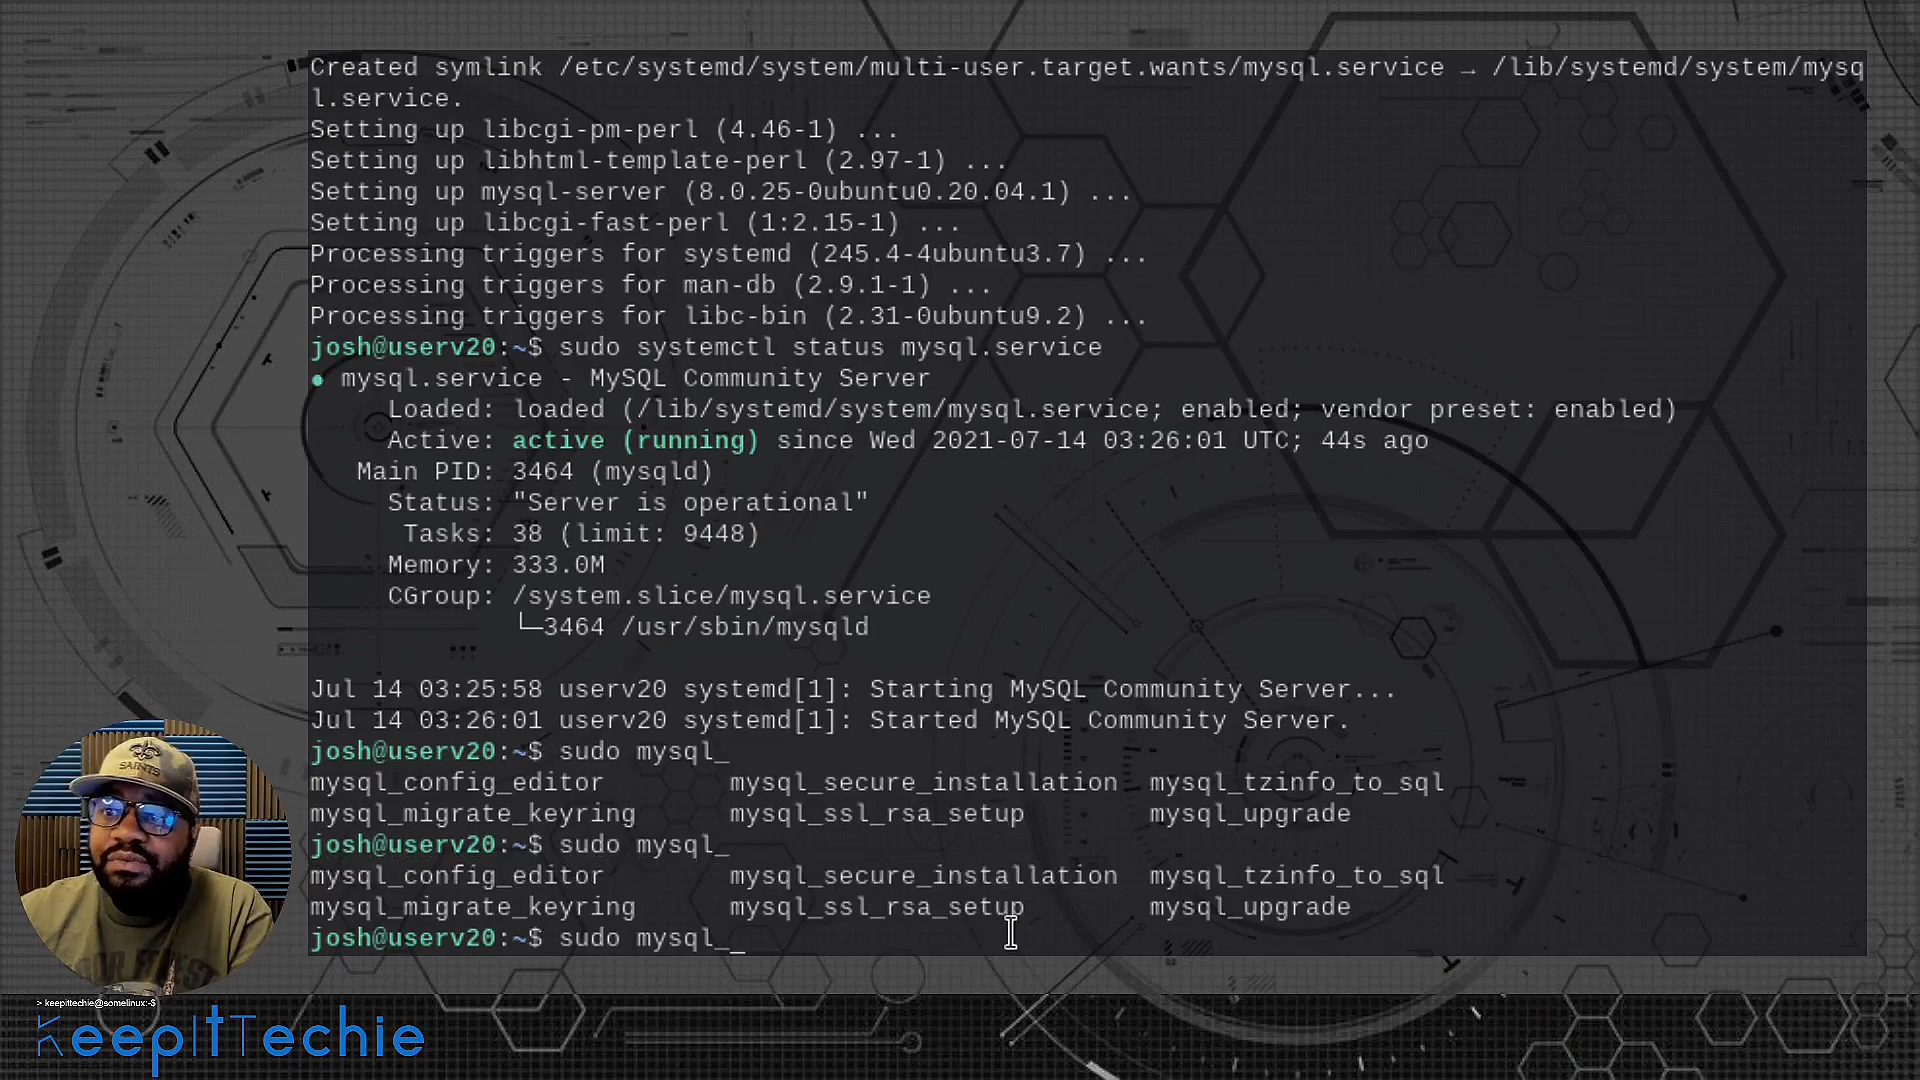 Created symlink /etc/systemd/system/multi-user.target.wants/mysql.service → /lib/systemd/system/mysq
l.service.
Setting up libcgi-pm-perl (4.46-1) ...
Setting up libhtml-template-perl (2.97-1) ...
Setting up mysql-server (8.0.25-0ubuntu0.20.04.1) ...
Setting up libcgi-fast-perl (1:2.15-1) ...
Processing triggers for systemd (245.4-4ubuntu3.7) ...
Processing triggers for man-db (2.9.1-1) ...
Processing triggers for libc-bin (2.31-0ubuntu9.2) ...
josh@userv20:~$ sudo systemctl status mysql.service
● mysql.service - MySQL Community Server
Loaded: loaded (/lib/systemd/system/mysql.service; enabled; vendor preset: enabled)
Active: active (running) since Wed 2021-07-14 03:26:01 UTC; 44s ago
Main PID: 3464 (mysqld)
Status: "Server is operational"
Tasks: 38 (limit: 9448)
Memory: 333.0M
CGroup: /system.slice/mysql.service
└─3464 /usr/sbin/mysqld
Jul 14 03:25:58 userv20 systemd[1]: Starting MySQL Community Server...
Jul 14 03:26:01 userv20 systemd[1]: Started MySQL Community Server.
josh@userv20:~$ sudo mysql_
mysql_config_editor mysql_secure_installation mysql_tzinfo_to_sql
mysql_migrate_keyring mysql_ssl_rsa_setup mysql_upgrade
josh@userv20:~$ sudo mysql_
mysql_config_editor mysql_secure_installation mysql_tzinfo_to_sql
mysql_migrate_keyring mysql_ssl_rsa_setup mysql_upgrade
josh@userv20:~$ sudo mysql_
SAINTS
> keepittechie@somelinux:-$
KeepItTechie